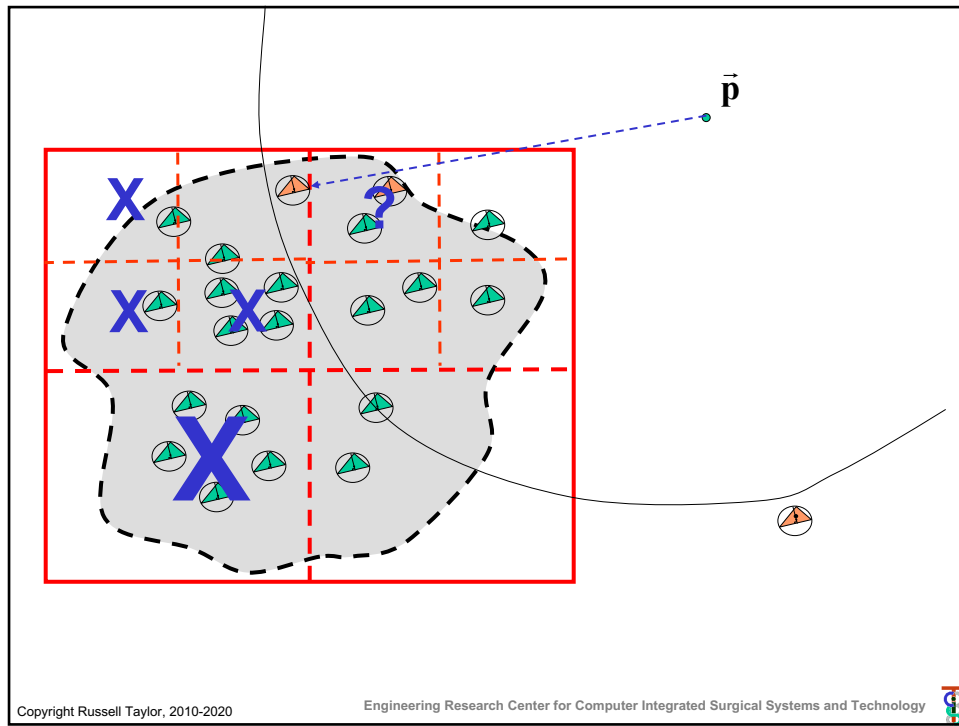 p
X
?
X
X
X
Copyright Russell Taylor, 2010-2020
Engineering Research Center for Computer Integrated Surgical Systems and Technology